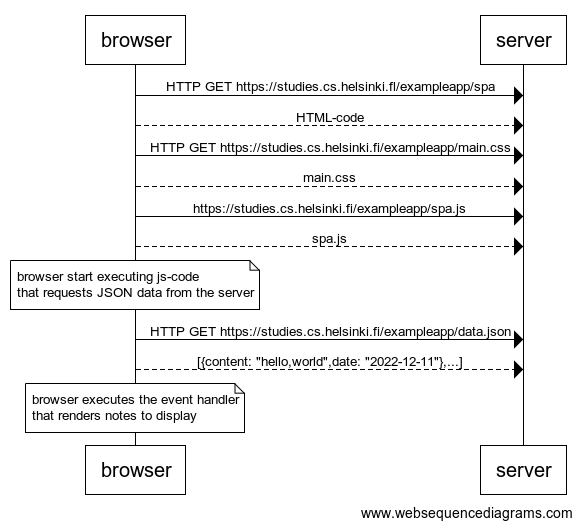 browser
server
HTTP GET https://studies.cs.helsinki.fl/exampleapp/spa
HTML-code
HTTP GET https://studies.cs.helsinki.fi/exampleapp/main.css
main.css
https://studies.cs.helsinki.fi/exampleapp/spa.js
spa.js
browser start executing js-code
that requests JSON data from the server
HTTP GET https://studies.cs.helsinki.fi/exampleapp/data.json
[{content: "hello,world",date: "2022-12-11"},...]
browser executes the event handler
that renders notes to display
browser
server
www.websequencediagrams.com